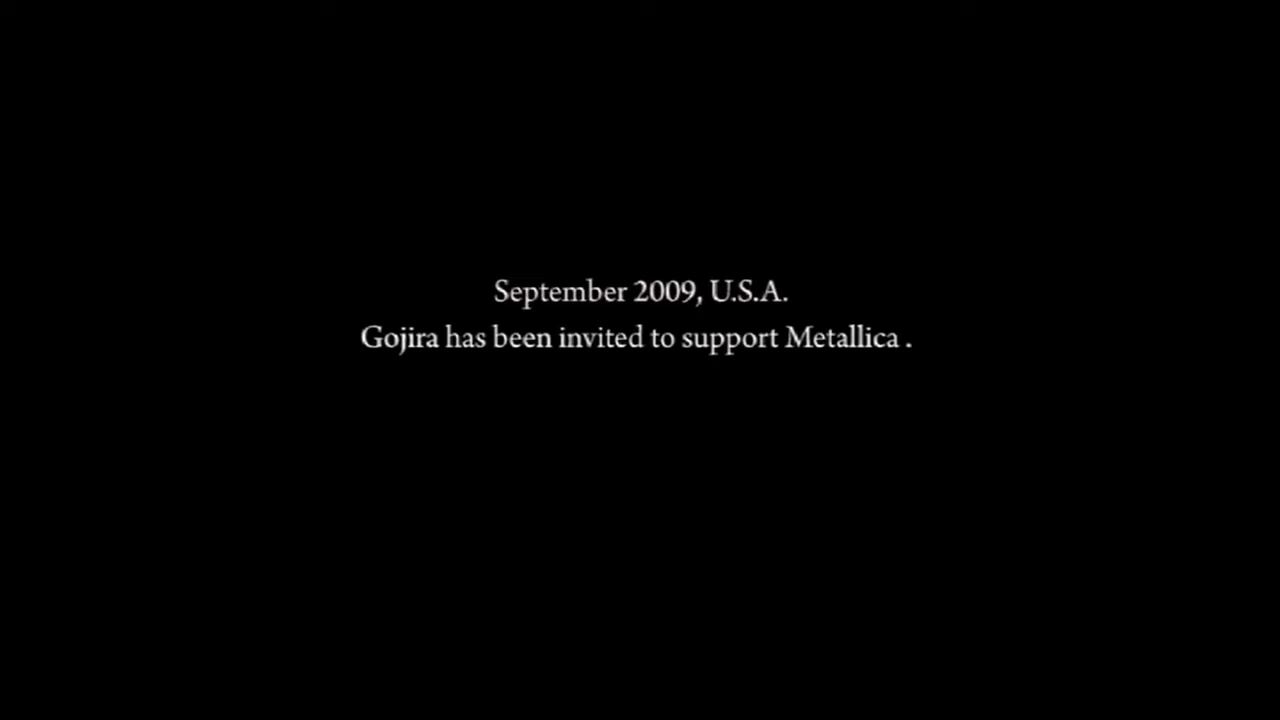 September 2009, U.S.A.
Gojira has been invited to support Metallica .